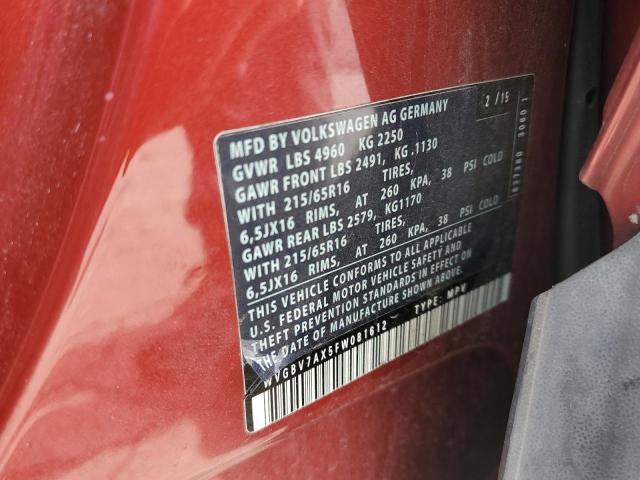 MFD BY VOLKSWAGEN AG GERMANY 2 / 15
GVWR LBS 4960 KG 2250
GAWR FRONT LBS 2491, KG .1130
WITH 215/65R16 TIRES,
6,5JX16 RIMS, AT 260 KPA, 38 PSI COLD
GAWR REAR LBS 2579, KG1170
WITH 215/65R16 TIRES,
6,5JX16 RIMS, AT 260 KPA, 38 PSI COLD
THIS VEHICLE CONFORMS TO ALL APPLICABLE
U.S. FEDERAL MOTOR VEHICLE SAFETY AND
THEFT PREVENTION STANDARDS IN EFFECT ON
THE DATE OF MANUFACTURE SHOWN ABOVE
WVGBV7AX5FW081612 TYPE: MPV
3060 1